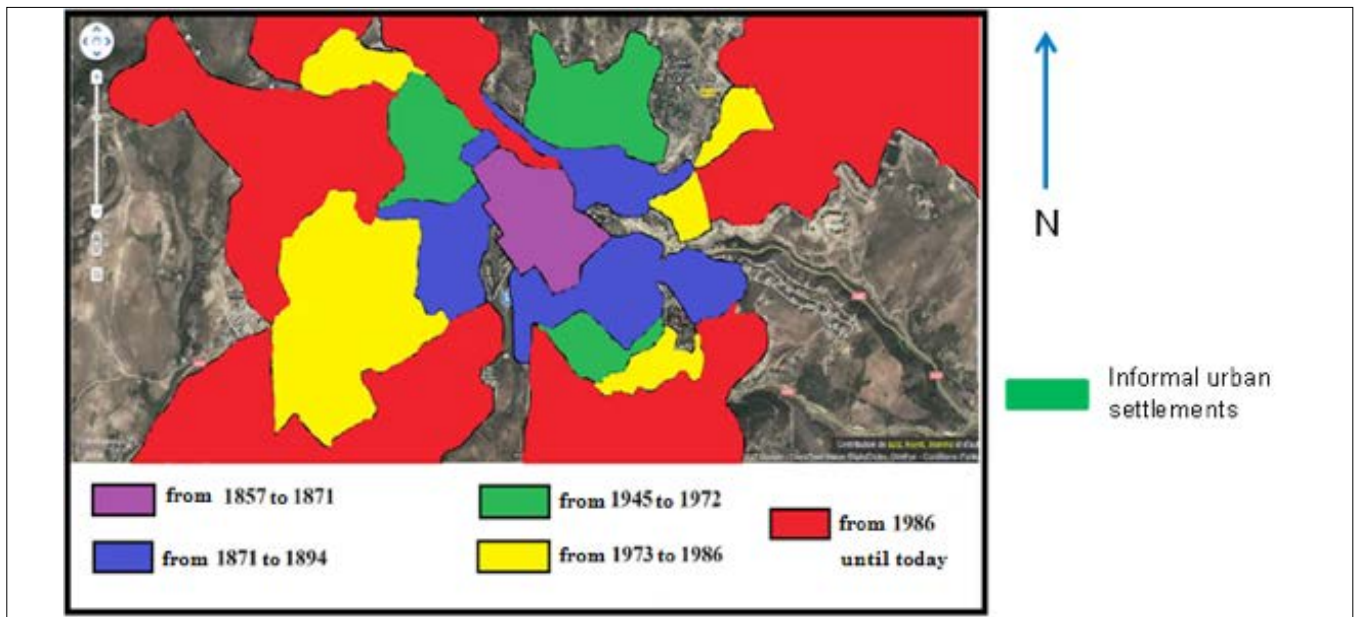 N
Informal urban
settlements
from 1857 to 1871
from 1871 to 1894
from 1945 to 1972
from 1973 to 1986
from 1986
until today